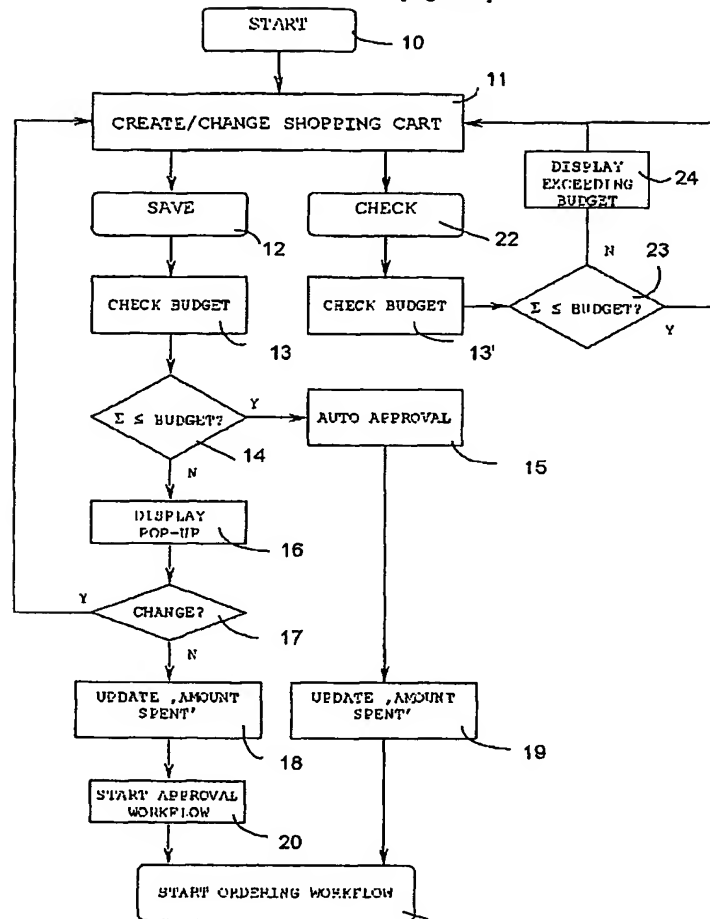 START
10
11
CREATE/CHANGE SHOPPING CART
DISPLAY
EXCEEDING
BUDGET
24
SAVE
12
CHECK
22
N
23
CHECK BUDGET
13
CHECK BUDGET
13'
Σ ≤ BUDGET?
Y
Σ ≤ BUDGET?
14
Y
AUTO APPROVAL
15
N
DISPLAY
POP-UP
16
Y
CHANGE?
17
N
UPDATE ‚AMOUNT
SPENT'
18
UPDATE ‚AMOUNT
SPENT'
19
START APPROVAL
WORKFLOW
20
START ORDERING WORKFLOW